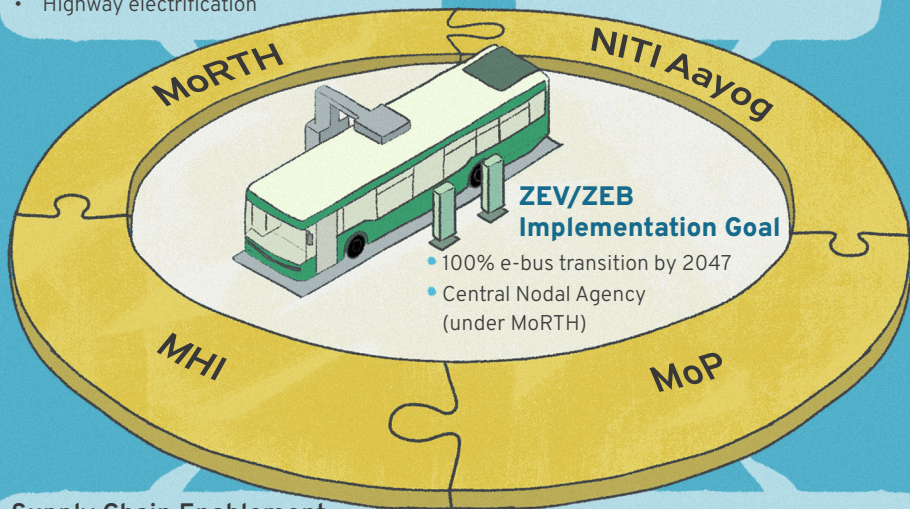 • Highway electrification
MoRTH
NITI Aayog
ZEV/ZEB
Implementation Goal
• 100% e-bus transition by 2047
• Central Nodal Agency
(under MoRTH)
MHI
MoP
Supply Chain Enablement